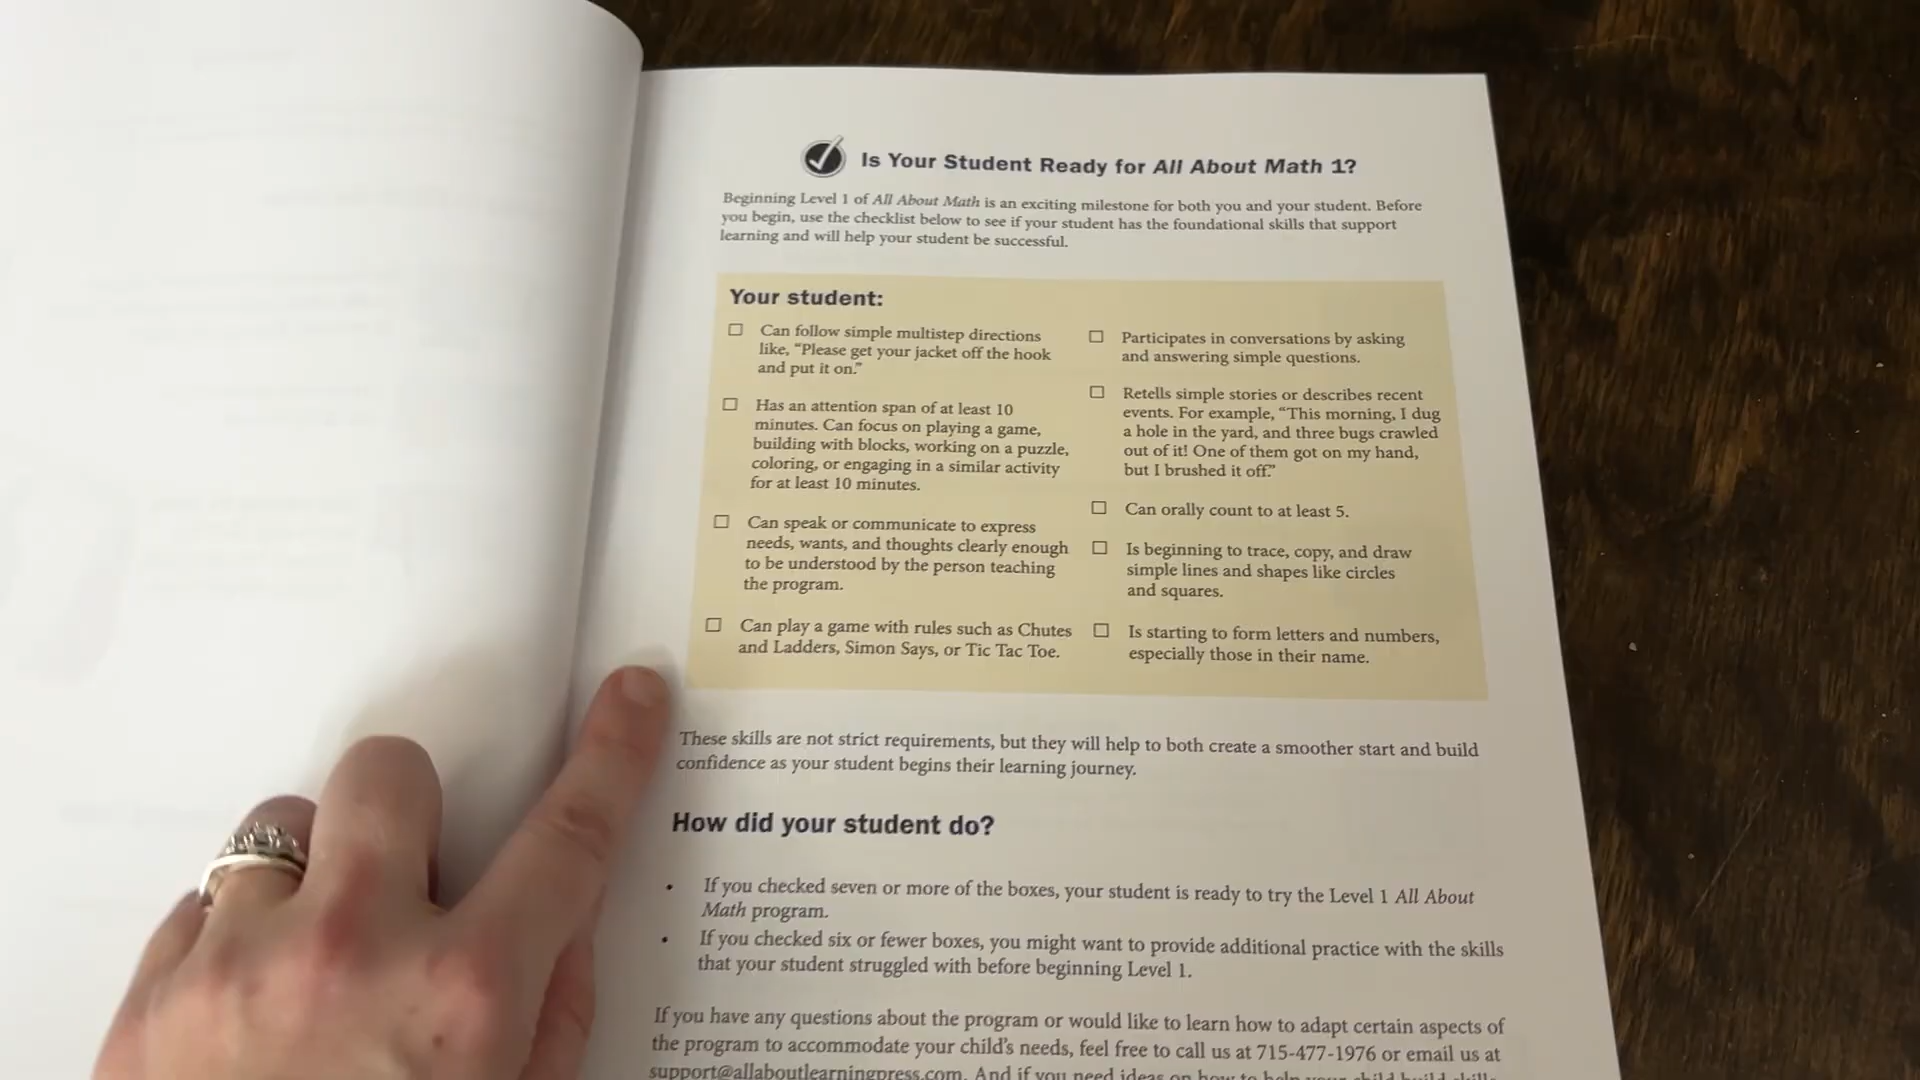 Is Your Student Ready for All About Math 1?
Beginning Level 1 of All About Math is an exciting milestone for both you and your student. Before
you begin, use the checklist below to see if your student has the foundational skills that support
learning and will help your student be successful.
Your student:
Can follow simple multistep directions
like, “Please get your jacket off the hook
and put it on.”
Has an attention span of at least 10
minutes. Can focus on playing a game,
building with blocks, working on a puzzle,
coloring, or engaging in a similar activity
for at least 10 minutes.
Can speak or communicate to express
needs, wants, and thoughts clearly enough
to be understood by the person teaching
the program.
Can play a game with rules such as Chutes
and Ladders, Simon Says, or Tic Tac Toe.
Participates in conversations by asking
and answering simple questions.
Retells simple stories or describes recent
events. For example, “This morning, I dug
a hole in the yard, and three bugs crawled
out of it! One of them got on my hand,
but I brushed it off.”
Can orally count to at least 5.
Is beginning to trace, copy, and draw
simple lines and shapes like circles
and squares.
Is starting to form letters and numbers,
especially those in their name.
These skills are not strict requirements, but they will help to both create a smoother start and build
confidence as your student begins their learning journey.
How did your student do?
• If you checked seven or more of the boxes, your student is ready to try the Level 1 All About
Math program.
• If you checked six or fewer boxes, you might want to provide additional practice with the skills
that your student struggled with before beginning Level 1.
If you have any questions about the program or would like to learn how to adapt certain aspects of
the program to accommodate your child’s needs, feel free to call us at 715-477-1976 or email us at
support@allaboutlearningpress.com. And if you need ideas on how to help your child build skills